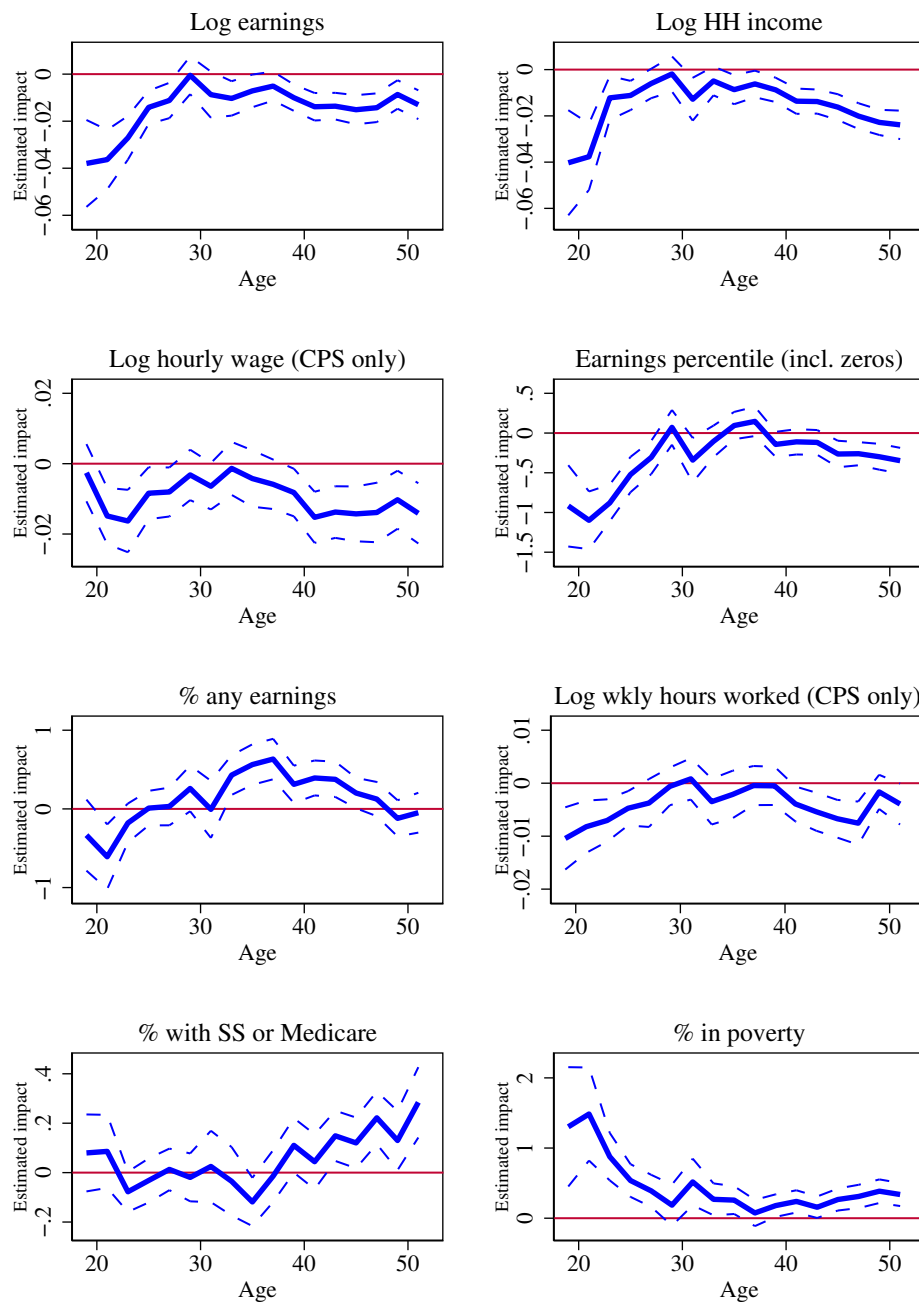 Log earnings
Log HH income
Estimated impact
0
−.02
−.04
−.06
20 30 40 50
Age
Estimated impact
0
−.02
−.04
−.06
20 30 40 50
Age
Log hourly wage (CPS only)
Earnings percentile (incl. zeros)
Estimated impact
.02
0
−.02
20 30 40 50
Age
Estimated impact
.5
0
−.5
−1
−1.5
20 30 40 50
Age
% any earnings
Log wkly hours worked (CPS only)
Estimated impact
1
0
−1
20 30 40 50
Age
Estimated impact
.01
0
−.01
−.02
20 30 40 50
Age
% with SS or Medicare
% in poverty
Estimated impact
.4
.2
0
−.2
20 30 40 50
Age
Estimated impact
2
1
0
20 30 40 50
Age